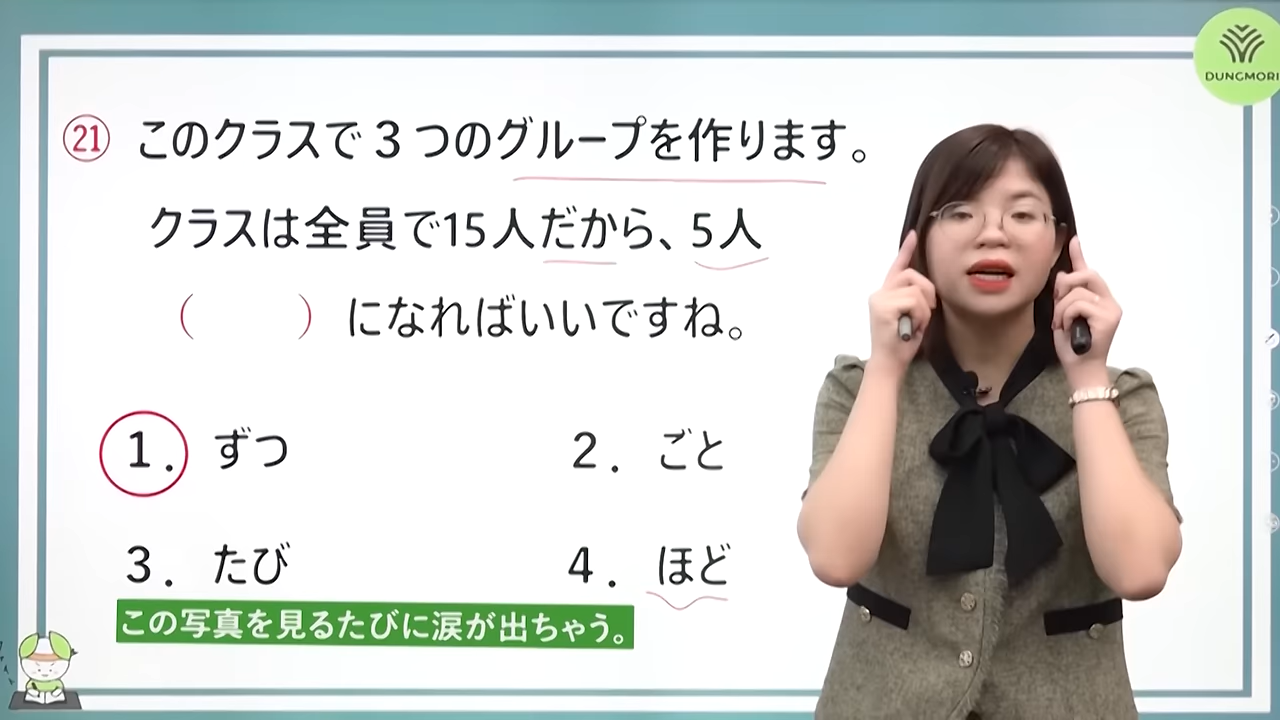 DUNGMORI
21 このクラスで3つのグループを作ります。
クラスは全員で15人だから、5人
（　　　）になればいいですね。
1. ずつ
2. ごと
3. たび
4. ほど
この写真を見るたびに涙が出ちゃう。